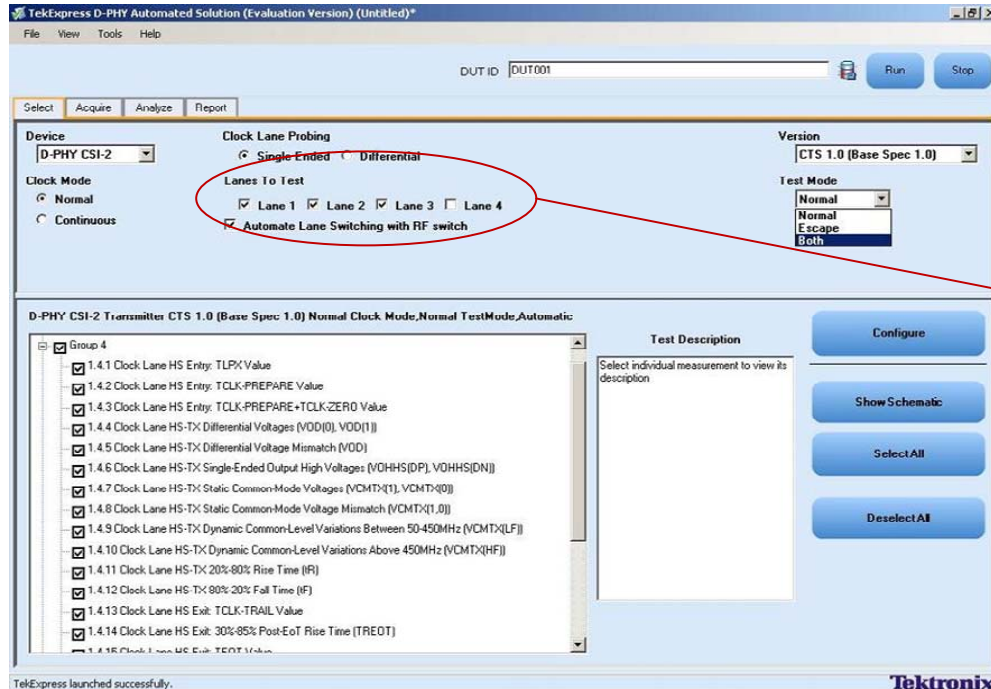 TekExpress D-PHY Automated Solution (Evaluation Version) (Untitled)*
File View Tools Help
DUT ID DUT001 Run Stop
Select Acquire Analyze Report
Device Clock Lane Probing Version
D-PHY CSI-2 Single Ended Differential CTS 1.0 (Base Spec 1.0)
Clock Mode Lanes To Test Test Mode
Normal Lane 1 Lane 2 Lane 3 Lane 4 Normal
Continuous Automate Lane Switching with RF switch Normal
Escape
Both
D-PHY CSI-2 Transmitter CTS 1.0 (Base Spec 1.0) Normal Clock Mode,Normal TestMode,Automatic
Group 4
1.4.1 Clock Lane HS Entry: TLPX Value
1.4.2 Clock Lane HS Entry: TCLK-PREPARE Value
1.4.3 Clock Lane HS Entry: TCLK-PREPARE+TCLK-ZERO Value
1.4.4 Clock Lane HS-TX Differential Voltages (VOD(0), VOD(1))
1.4.5 Clock Lane HS-TX Differential Voltage Mismatch (VOD)
1.4.6 Clock Lane HS-TX Single-Ended Output High Voltages (VOHHS(DP), VOHHS(DN))
1.4.7 Clock Lane HS-TX Static Common-Mode Voltages (VCMTX(1), VCMTX(0))
1.4.8 Clock Lane HS-TX Static Common-Mode Voltage Mismatch (VCMTX(1,0))
1.4.9 Clock Lane HS-TX Dynamic Common-Level Variations Between 50-450MHz (VCMTX(LF))
1.4.10 Clock Lane HS-TX Dynamic Common-Level Variations Above 450MHz (VCMTX(HF))
1.4.11 Clock Lane HS-TX 20%-80% Rise Time (tR)
1.4.12 Clock Lane HS-TX 80%-20% Fall Time (tF)
1.4.13 Clock Lane HS Exit: TCLK-TRAIL Value
1.4.14 Clock Lane HS Exit: 30%-85% Post-EoT Rise Time (TREOT)
1.4.15 Clock Lane HS Exit: TEOT Value
Test Description
Select individual measurement to view its
description
Configure
Show Schematic
Select All
Deselect All
TekExpress launched successfully.
Tektronix